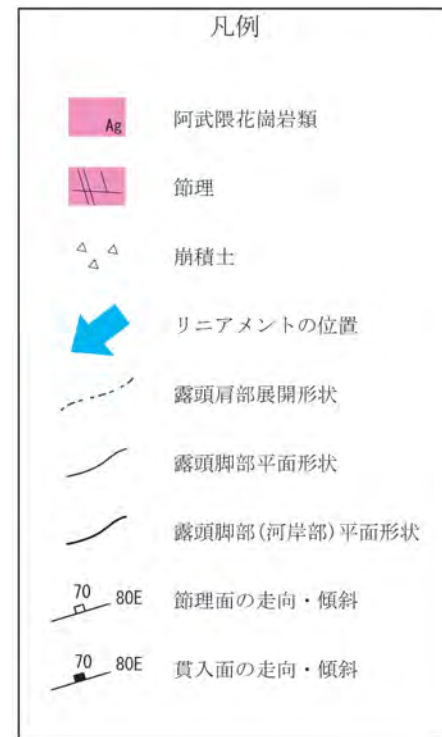 凡例
Ag 阿武隈花崗岩類
節理
崩積土
リニアメントの位置
露頭肩部展開形状
露頭脚部平面形状
露頭脚部(河岸部)平面形状
70 80E 節理面の走向・傾斜
70 80E 貫入面の走向・傾斜